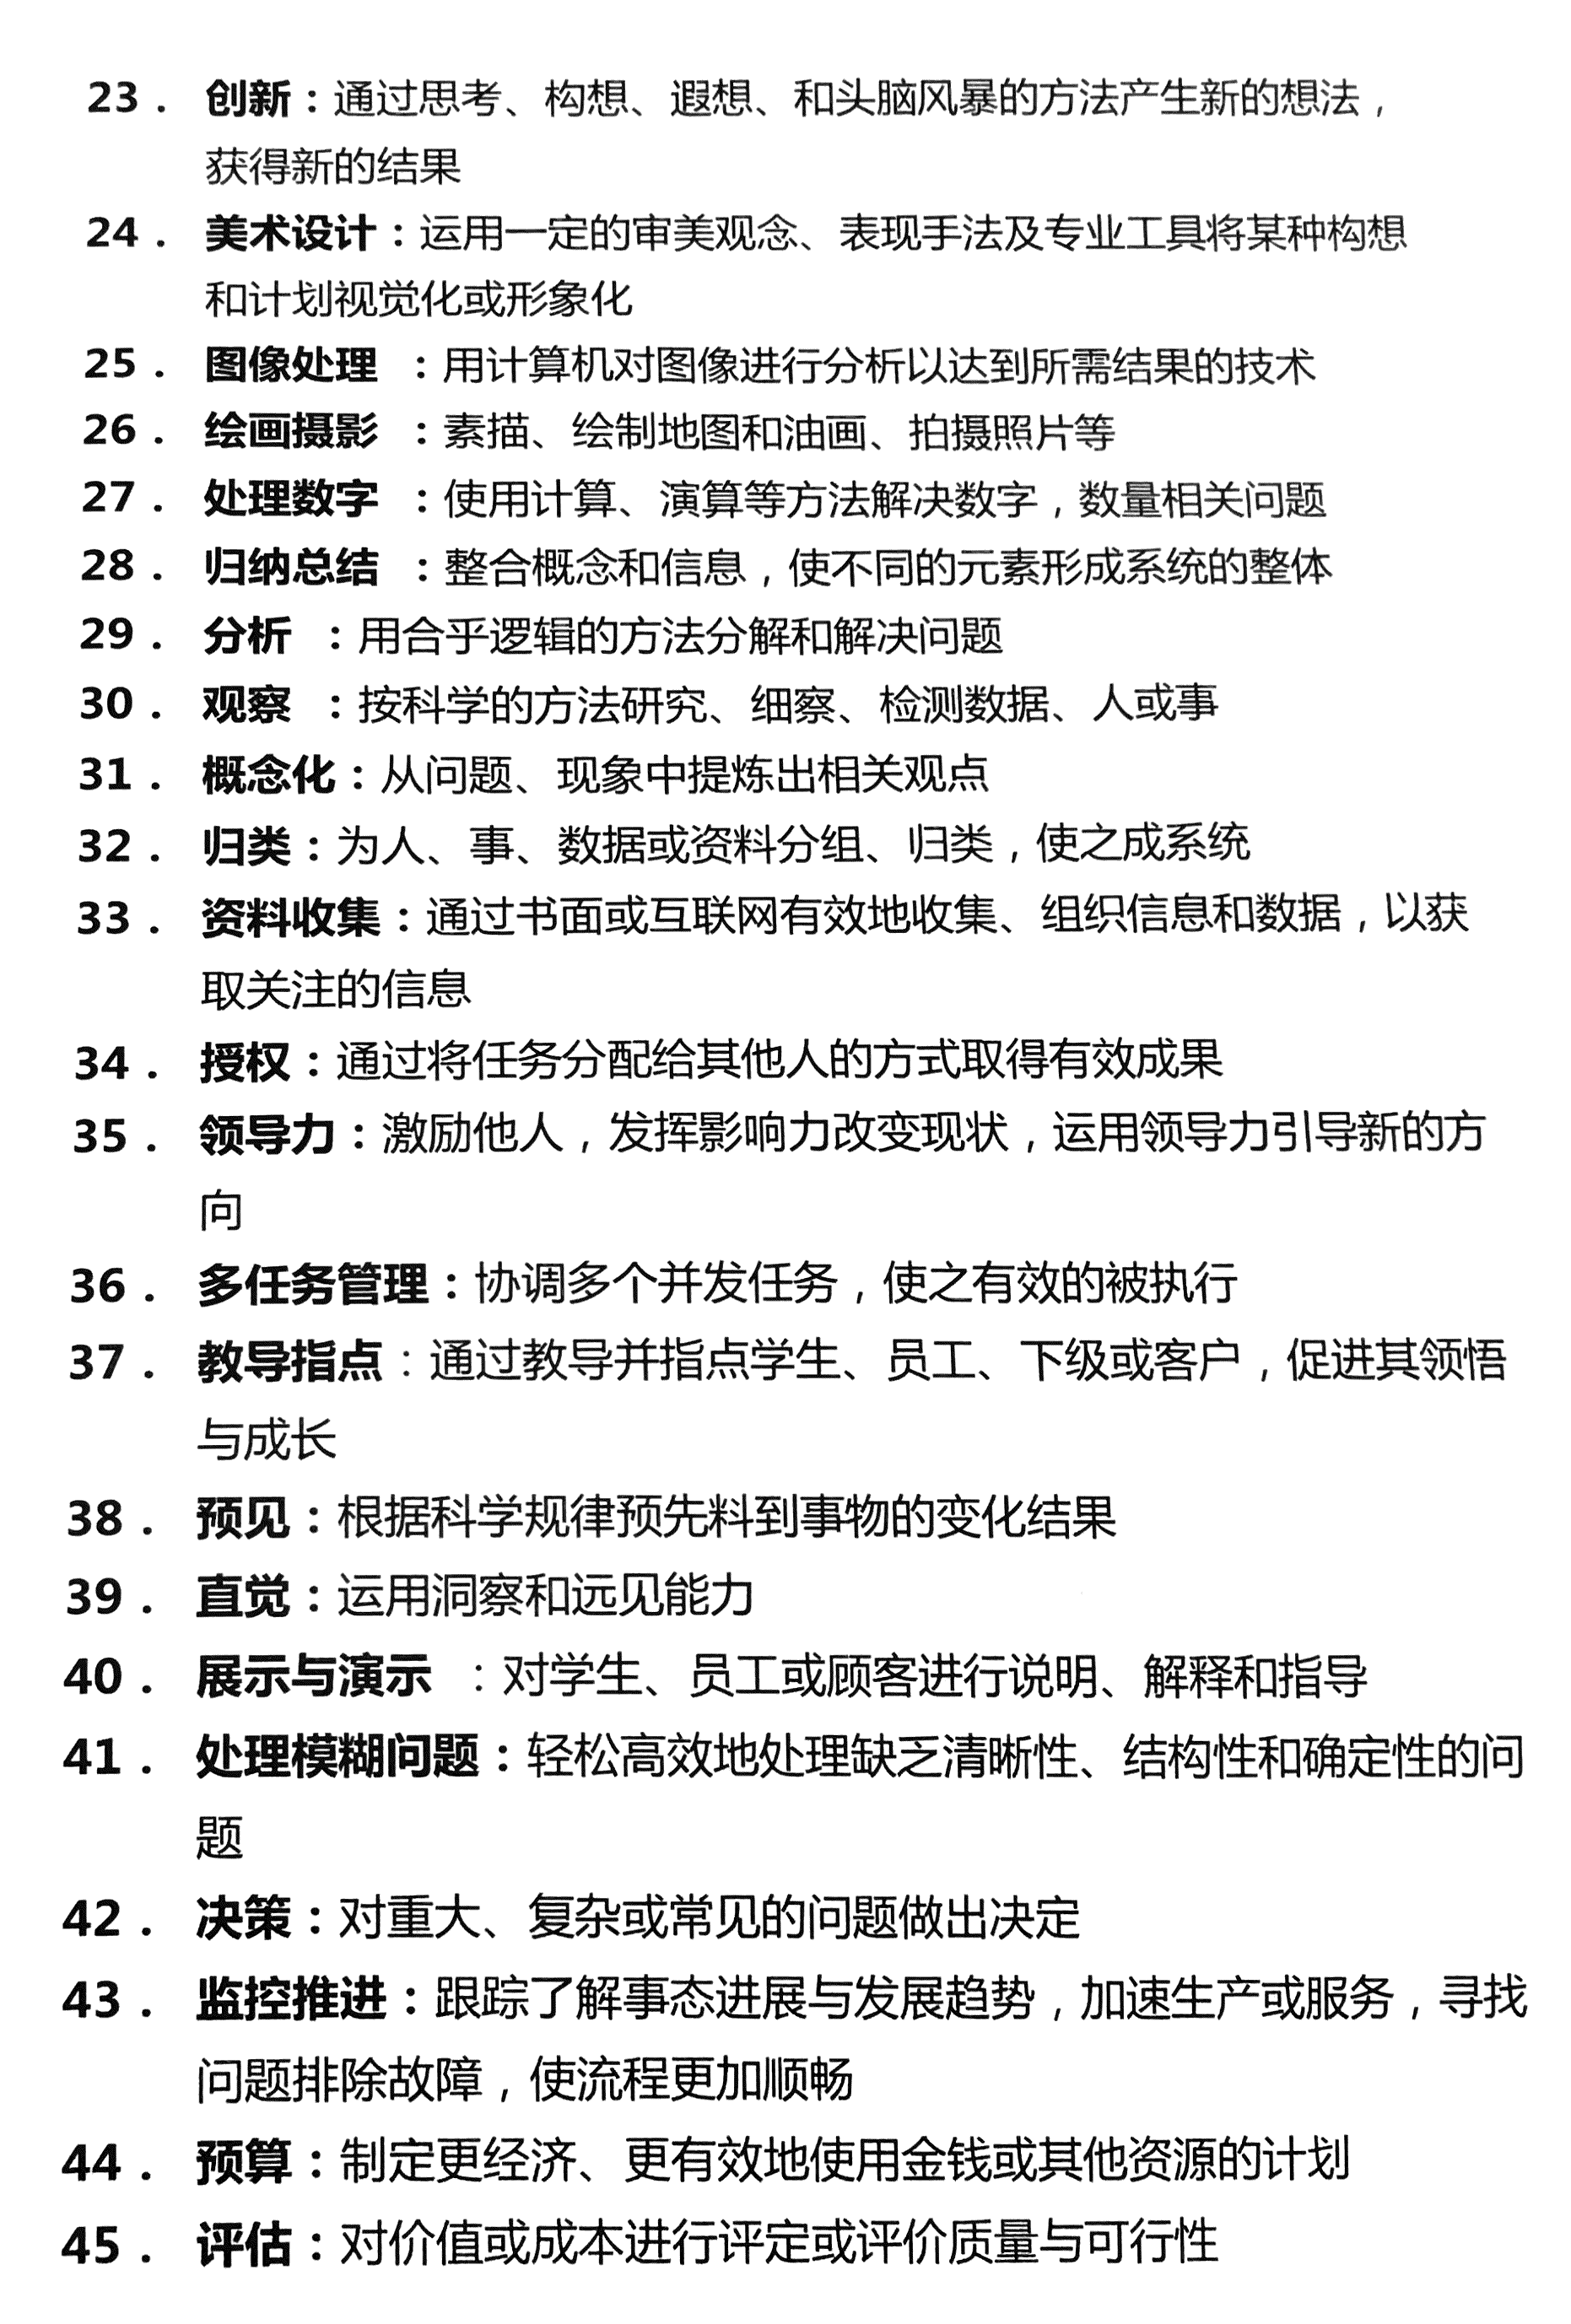 23． 创新：通过思考、构想、遐想、和头脑风暴的方法产生新的想法，
获得新的结果
24． 美术设计：运用一定的审美观念、表现手法及专业工具将某种构想
和计划视觉化或形象化
25． 图像处理 ：用计算机对图像进行分析以达到所需结果的技术
26． 绘画摄影 ：素描、绘制地图和油画、拍摄照片等
27． 处理数字 ：使用计算、演算等方法解决数字，数量相关问题
28． 归纳总结 ：整合概念和信息，使不同的元素形成系统的整体
29． 分析 ：用合乎逻辑的方法分解和解决问题
30． 观察 ：按科学的方法研究、细察、检测数据、人或事
31． 概念化：从问题、现象中提炼出相关观点
32． 归类：为人、事、数据或资料分组、归类，使之成系统
33． 资料收集：通过书面或互联网有效地收集、组织信息和数据，以获
取关注的信息
34． 授权：通过将任务分配给其他人的方式取得有效成果
35． 领导力：激励他人，发挥影响力改变现状，运用领导力引导新的方
向
36． 多任务管理：协调多个并发任务，使之有效的被执行
37． 教导指点：通过教导并指点学生、员工、下级或客户，促进其领悟
与成长
38． 预见：根据科学规律预先料到事物的变化结果
39． 直觉：运用洞察和远见能力
40． 展示与演示 ：对学生、员工或顾客进行说明、解释和指导
41． 处理模糊问题：轻松高效地处理缺乏清晰性、结构性和确定性的问
题
42． 决策：对重大、复杂或常见的问题做出决定
43． 监控推进：跟踪了解事态进展与发展趋势，加速生产或服务，寻找
问题排除故障，使流程更加顺畅
44． 预算：制定更经济、更有效地使用金钱或其他资源的计划
45． 评估：对价值或成本进行评定或评价质量与可行性